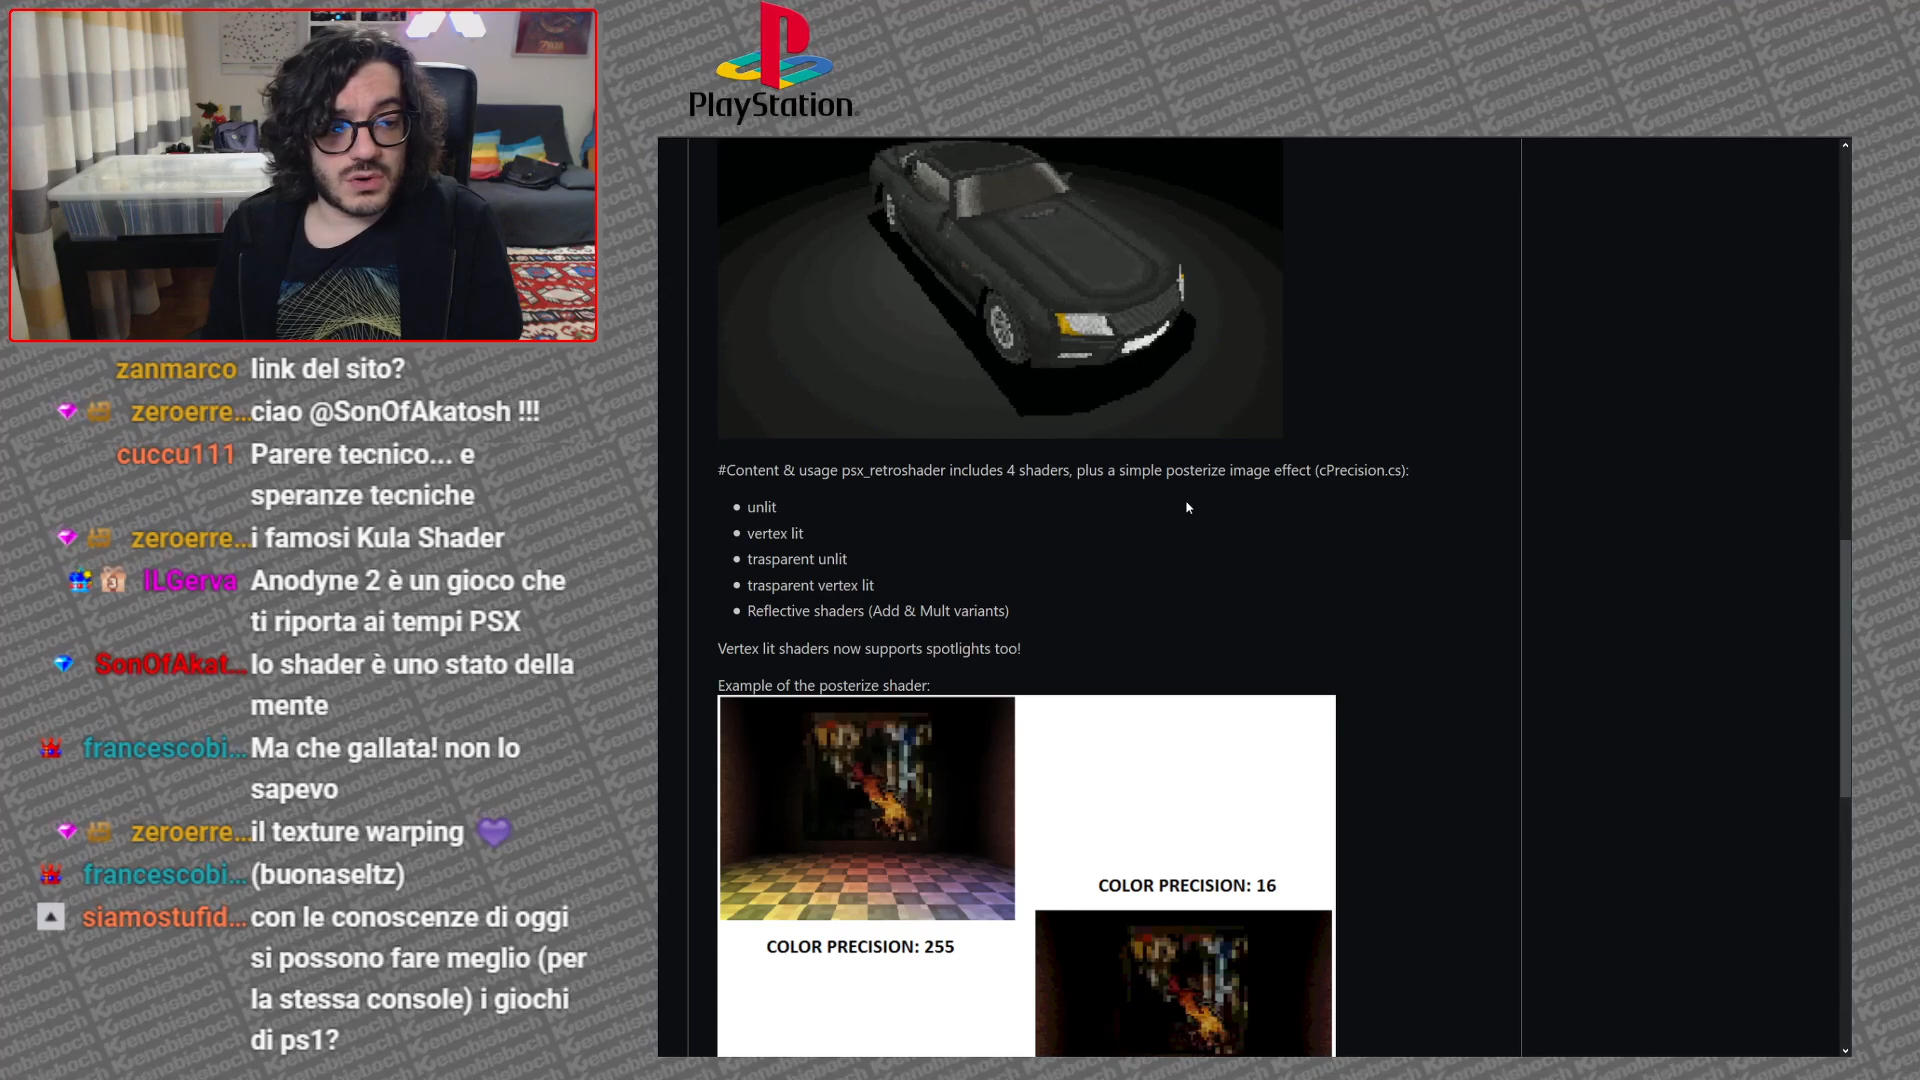 PlayStation
zanmarco link del sito?
zeroerre… ciao @SonOfAkatosh !!!
cuccu111 Parere tecnico... e
speranze tecniche
zeroerre… i famosi Kula Shader
ILGerva Anodyne 2 è un gioco che
ti riporta ai tempi PSX
SonOfAkat… lo shader è uno stato della
mente
francescobi… Ma che gallata! non lo
sapevo
zeroerre… il texture warping
francescobi… (buonaseltz)
siamostufid… con le conoscenze di oggi
si possono fare meglio (per
la stessa console) i giochi
di ps1?
#Content & usage psx_retroshader includes 4 shaders, plus a simple posterize image effect (cPrecision.cs):
unlit
vertex lit
trasparent unlit
trasparent vertex lit
Reflective shaders (Add & Mult variants)
Vertex lit shaders now supports spotlights too!
Example of the posterize shader:
COLOR PRECISION: 16
COLOR PRECISION: 255
Kenobisboch